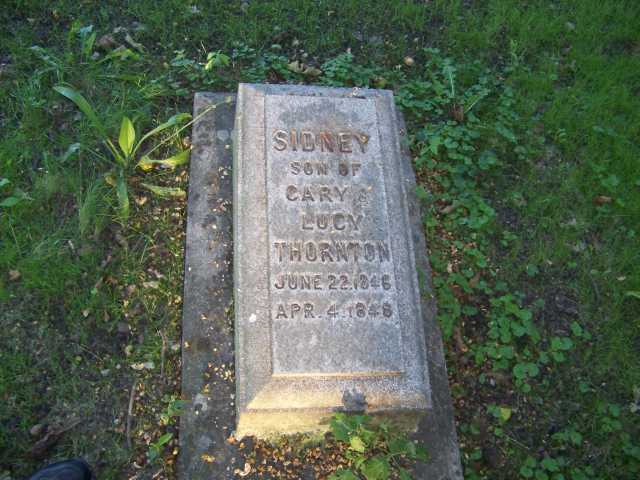 SIDNEY
SON OF
CARY &
LUCY
THORNTON
JUNE 22, 1846
APR. 4, 1848